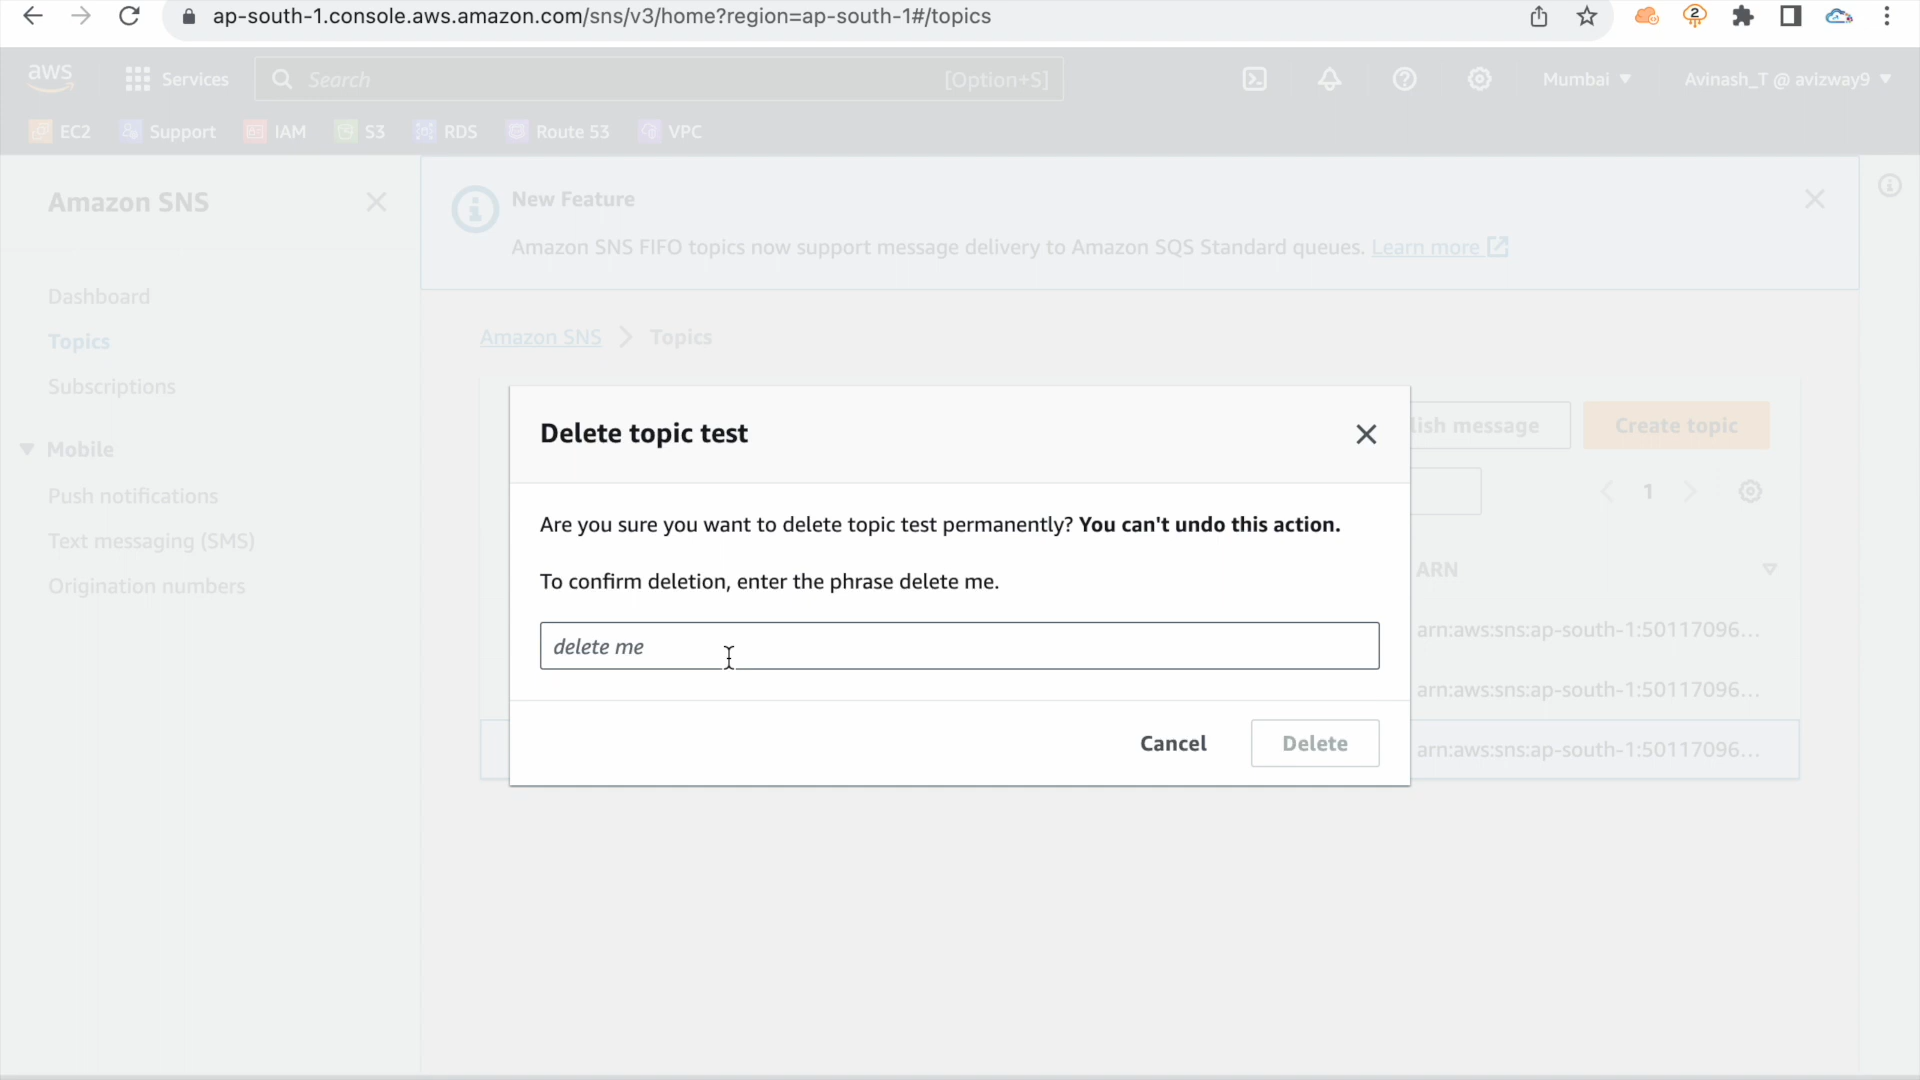 ap-south-1.console.aws.amazon.com/sns/v3/home?region=ap-south-1#/topics
2
aws
Services
Search
[Option+S]
Mumbai
Avinash_T @ avizway9
EC2
Support
IAM
S3
RDS
Route 53
VPC
Amazon SNS
New Feature
Amazon SNS FIFO topics now support message delivery to Amazon SQS Standard queues. Learn more
Dashboard
Topics
Subscriptions
Mobile
Push notifications
Text messaging (SMS)
Origination numbers
Amazon SNS
Topics
lish message
Create topic
1
ARN
arn:aws:sns:ap-south-1:50117096...
arn:aws:sns:ap-south-1:50117096...
arn:aws:sns:ap-south-1:50117096...
Delete topic test
Are you sure you want to delete topic test permanently? You can't undo this action.
To confirm deletion, enter the phrase delete me.
delete me
Cancel
Delete